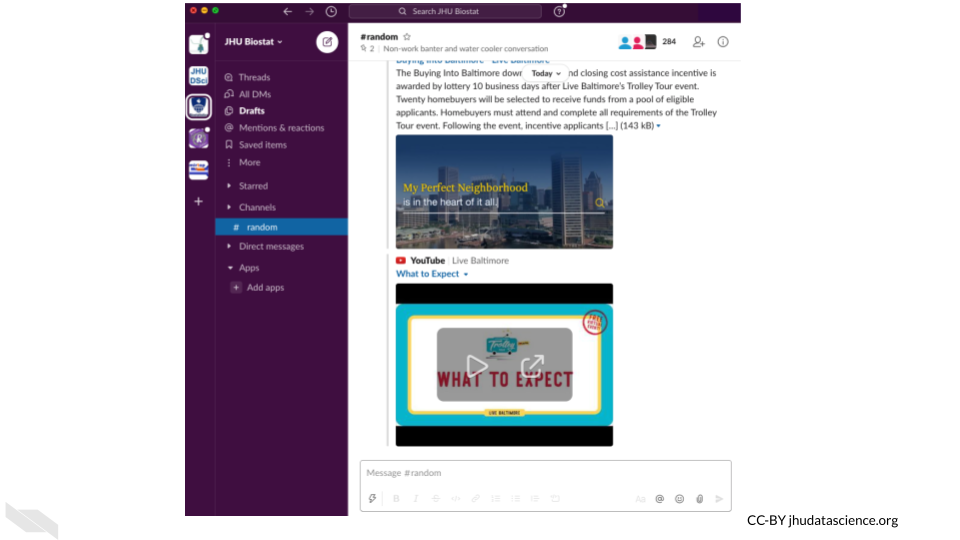 Search JHU Biostat
JHU Biostat
JHU
DSci
Threads
All DMs
Drafts
Mentions & reactions
Saved items
More
Starred
Channels
# random
Direct messages
Apps
Add apps
#random
2 | Non-work banter and water cooler conversation
284
Buying Into Baltimore - Live Baltimore
Today
The Buying Into Baltimore dow nd closing cost assistance incentive is
awarded by lottery 10 business days after Live Baltimore's Trolley Tour event.
Twenty homebuyers will be selected to receive funds from a pool of eligible
applicants. Homebuyers must attend and complete all requirements of the Trolley
Tour event. Following the event, incentive applicants [...] (143 kB)
My Perfect Neighborhood
is in the heart of it all.
YouTube | Live Baltimore
What to Expect
Trolley
WHAT TO EXPECT
LIVE BALTIMORE
Message #random
B I S </>
Aa @
CC-BY jhudatascience.org